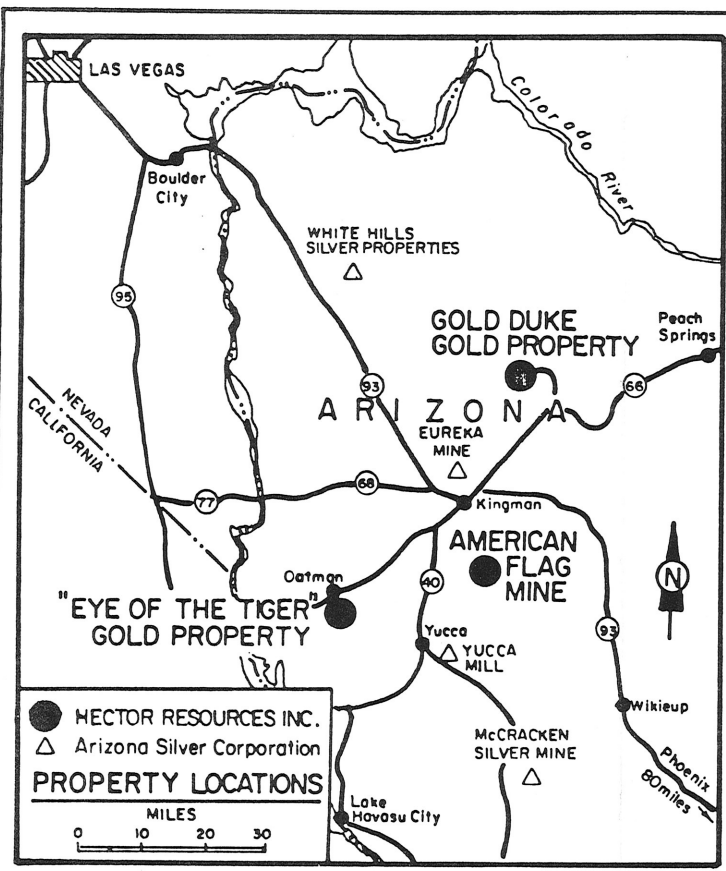 LAS VEGAS
Colorado
River
Boulder
City
WHITE HILLS
SILVER PROPERTIES
95
GOLD DUKE
GOLD PROPERTY
Peach
Springs
93
66
NEVADA
CALIFORNIA
ARIZONA
EUREKA
MINE
77
68
Kingman
AMERICAN
FLAG
MINE
N
Oatman
40
"EYE OF THE TIGER"
GOLD PROPERTY
93
Yucca
YUCCA
MILL
Wikieup
HECTOR RESOURCES INC.
Arizona Silver Corporation
McCRACKEN
SILVER MINE
Phoenix
80 miles
PROPERTY LOCATIONS
MILES
0 10 20 30
Lake
Havasu City